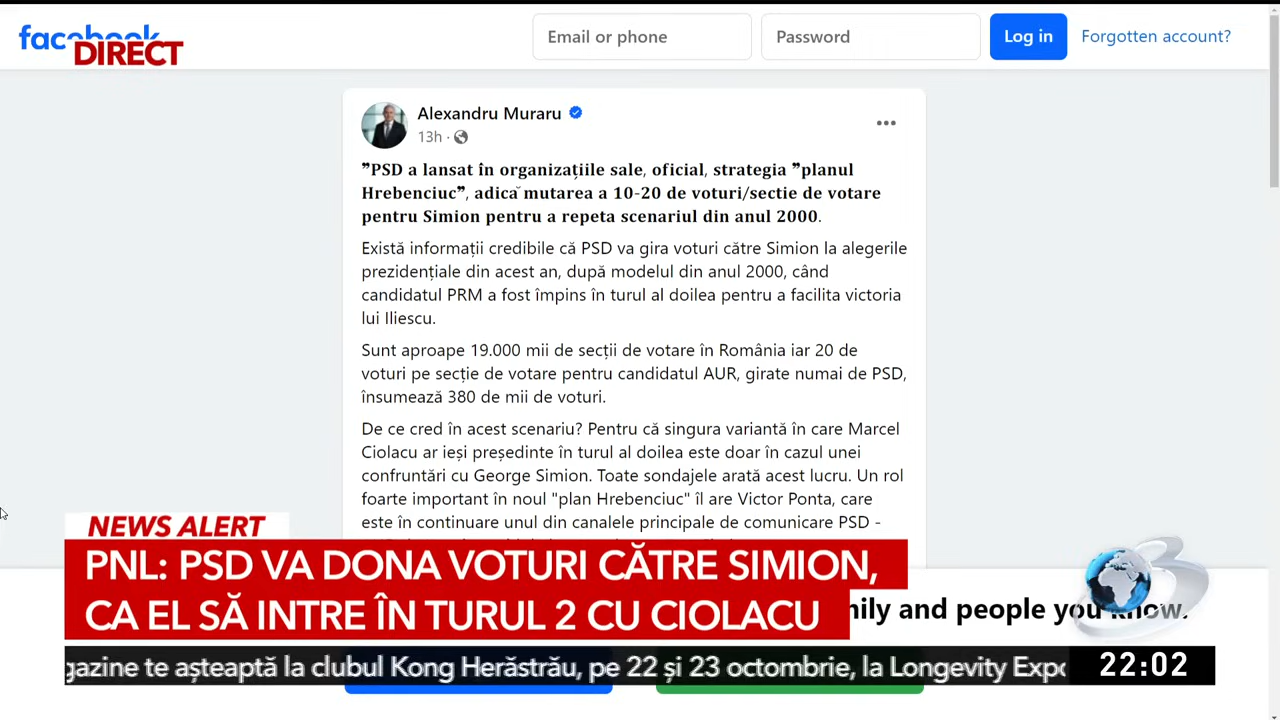 facebook
DIRECT
Email or phone
Password
Log in
Forgotten account?
Alexandru Muraru
13h
❞PSD a lansat în organizațiile sale, oficial, strategia ❞planul
Hrebenciuc❞, adică mutarea a 10-20 de voturi/sectie de votare
pentru Simion pentru a repeta scenariul din anul 2000.
Există informații credibile că PSD va gira voturi către Simion la alegerile
prezidențiale din acest an, după modelul din anul 2000, când
candidatul PRM a fost împins în turul al doilea pentru a facilita victoria
lui Iliescu.
Sunt aproape 19.000 mii de secții de votare în România iar 20 de
voturi pe secție de votare pentru candidatul AUR, girate numai de PSD,
însumează 380 de mii de voturi.
De ce cred în acest scenariu? Pentru că singura variantă în care Marcel
Ciolacu ar ieși președinte în turul al doilea este doar în cazul unei
confruntări cu George Simion. Toate sondajele arată acest lucru. Un rol
foarte important în noul "plan Hrebenciuc" îl are Victor Ponta, care
este în continuare unul din canalele principale de comunicare PSD -
NEWS ALERT
PNL: PSD VA DONA VOTURI CĂTRE SIMION,
CA EL SĂ INTRE ÎN TURUL 2 CU CIOLACU
mily and people you know.
3
gazine te așteaptă la clubul Kong Herăstrău, pe 22 și 23 octombrie, la Longevity Expo
22:02